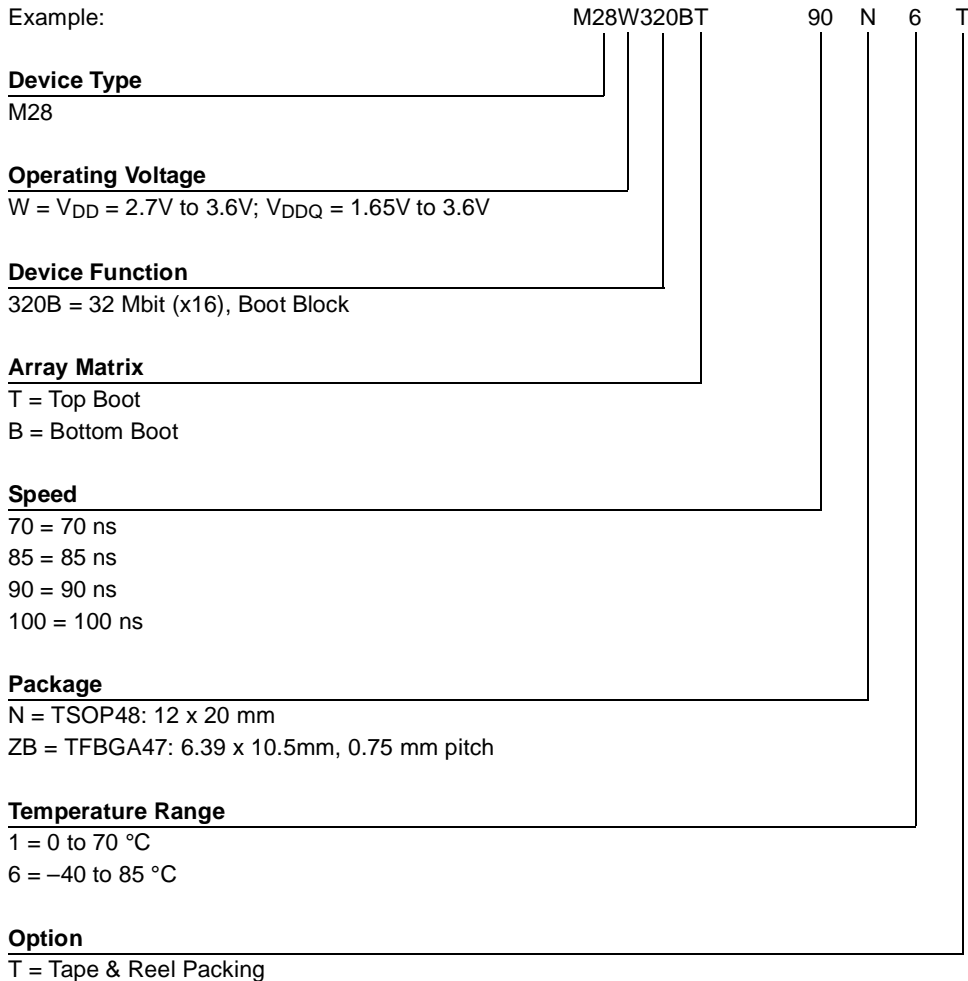 Example: M28W320BT 90 N 6 T
Device Type
M28
Operating Voltage
W = VDD = 2.7V to 3.6V; VDDQ = 1.65V to 3.6V
Device Function
320B = 32 Mbit (x16), Boot Block
Array Matrix
T = Top Boot
B = Bottom Boot
Speed
70 = 70 ns
85 = 85 ns
90 = 90 ns
100 = 100 ns
Package
N = TSOP48: 12 x 20 mm
ZB = TFBGA47: 6.39 x 10.5mm, 0.75 mm pitch
Temperature Range
1 = 0 to 70 °C
6 = –40 to 85 °C
Option
T = Tape & Reel Packing